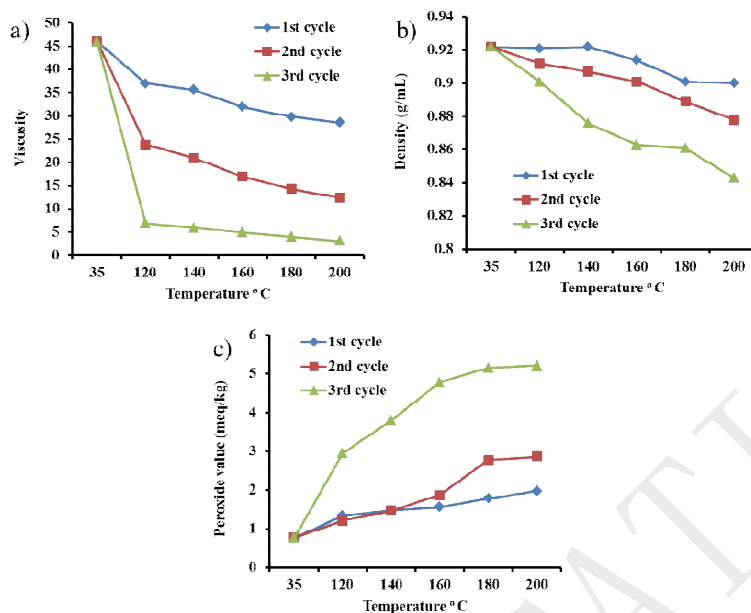 a)
1st cycle
2nd cycle
3rd cycle
Viscosity
50
45
40
35
30
25
20
15
10
5
0
35 120 140 160 180 200
Temperature º C
b)
Density (g/mL)
0.94
0.92
0.9
0.88
0.86
0.84
0.82
0.8
1st cycle
2nd cycle
3rd cycle
35 120 140 160 180 200
Temperature º C
c)
1st cycle
2nd cycle
3rd cycle
Peroxide value (meq/kg)
6
5
4
3
2
1
0
35 120 140 160 180 200
Temperature º C